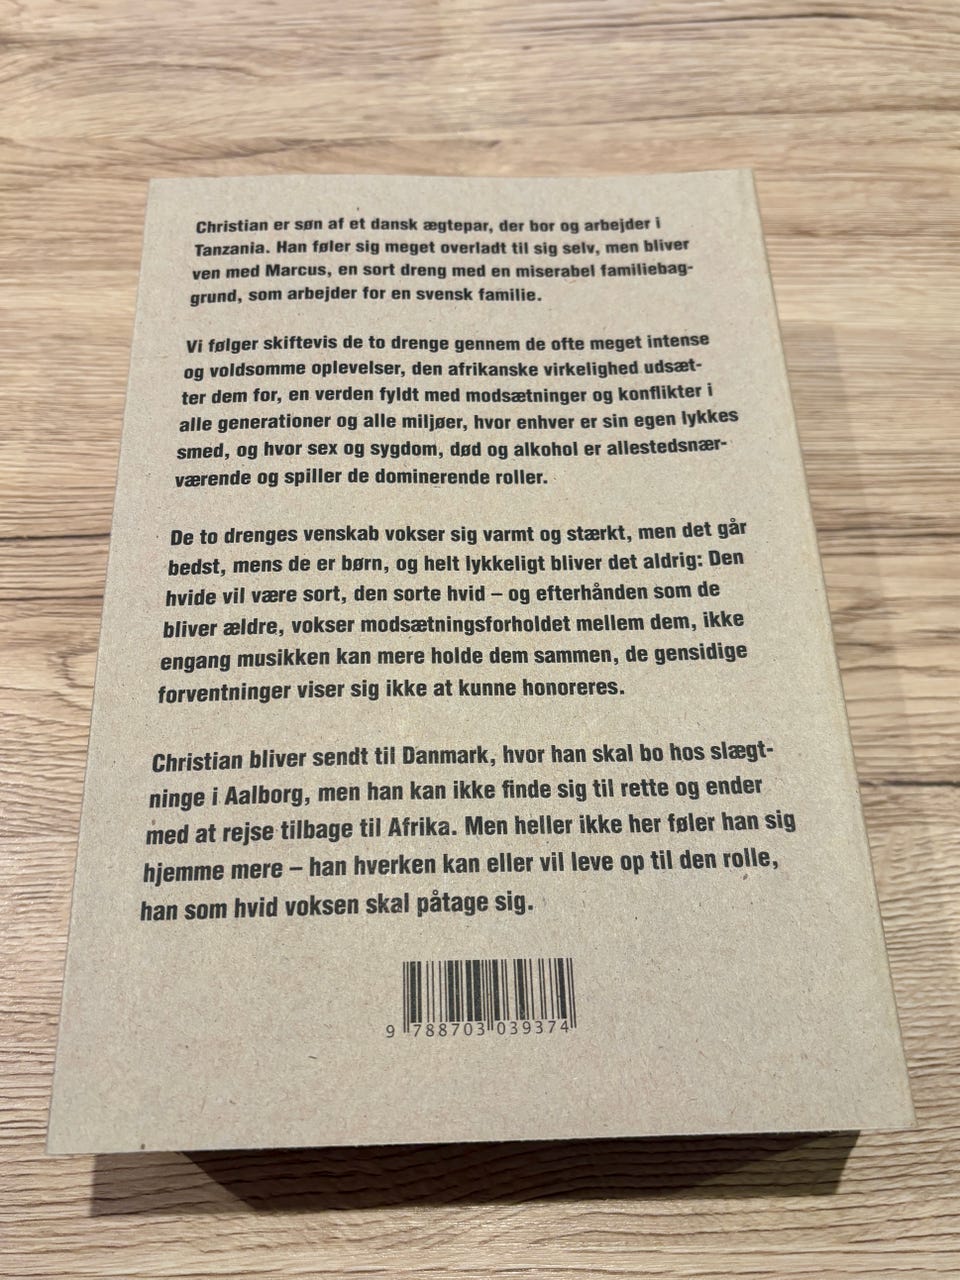 Christian er søn af et dansk ægtepar, der bor og arbejder i
Tanzania. Han føler sig meget overladt til sig selv, men bliver
ven med Marcus, en sort dreng med en miserabel familiebag-
grund, som arbejder for en svensk familie.
Vi følger skiftevis de to drenge gennem de ofte meget intense
og voldsomme oplevelser, den afrikanske virkelighed udsæt-
ter dem for, en verden fyldt med modsætninger og konflikter i
alle generationer og alle miljøer, hvor enhver er sin egen lykkes
smed, og hvor sex og sygdom, død og alkohol er allestedsnær-
værende og spiller de dominerende roller.
De to drenges venskab vokser sig varmt og stærkt, men det går
bedst, mens de er børn, og helt lykkeligt bliver det aldrig: Den
hvide vil være sort, den sorte hvid – og efterhånden som de
bliver ældre, vokser modsætningsforholdet mellem dem, ikke
engang musikken kan mere holde dem sammen, de gensidige
forventninger viser sig ikke at kunne honoreres.
Christian bliver sendt til Danmark, hvor han skal bo hos slægt-
ninge i Aalborg, men han kan ikke finde sig til rette og ender
med at rejse tilbage til Afrika. Men heller ikke her føler han sig
hjemme mere – han hverken kan eller vil leve op til den rolle,
han som hvid voksen skal påtage sig.
9 788703 039374